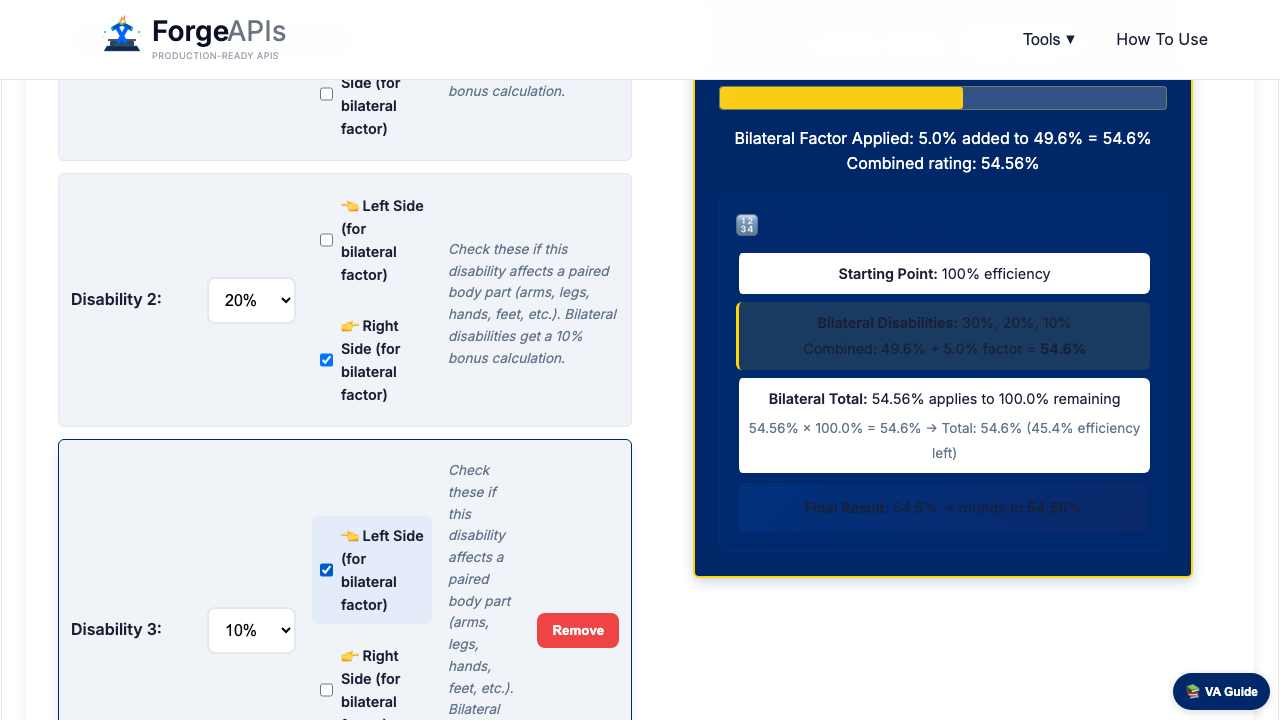 ForgeAPIs
PRODUCTION-READY APIS
Tools ▾
How To Use
Side (for
bilateral
factor)
bonus calculation.
Disability 2:
20%
👈 Left Side
(for
bilateral
factor)
👉 Right
Side (for
bilateral
factor)
Check these if this
disability affects a paired
body part (arms, legs,
hands, feet, etc.). Bilateral
disabilities get a 10%
bonus calculation.
Disability 3:
10%
👈 Left Side
(for
bilateral
factor)
👉 Right
Side (for
bilateral
Check
these if
this
disability
affects a
paired
body part
(arms,
legs,
hands,
feet, etc.).
Bilateral
Remove
Bilateral Factor Applied: 5.0% added to 49.6% = 54.6%
Combined rating: 54.56%
🔢
Starting Point: 100% efficiency
Bilateral Disabilities: 30%, 20%, 10%
Combined: 49.6% + 5.0% factor = 54.6%
Bilateral Total: 54.56% applies to 100.0% remaining
54.56% × 100.0% = 54.6% → Total: 54.6% (45.4% efficiency
left)
Final Result: 54.6% → rounds to 54.56%
📚 VA Guide